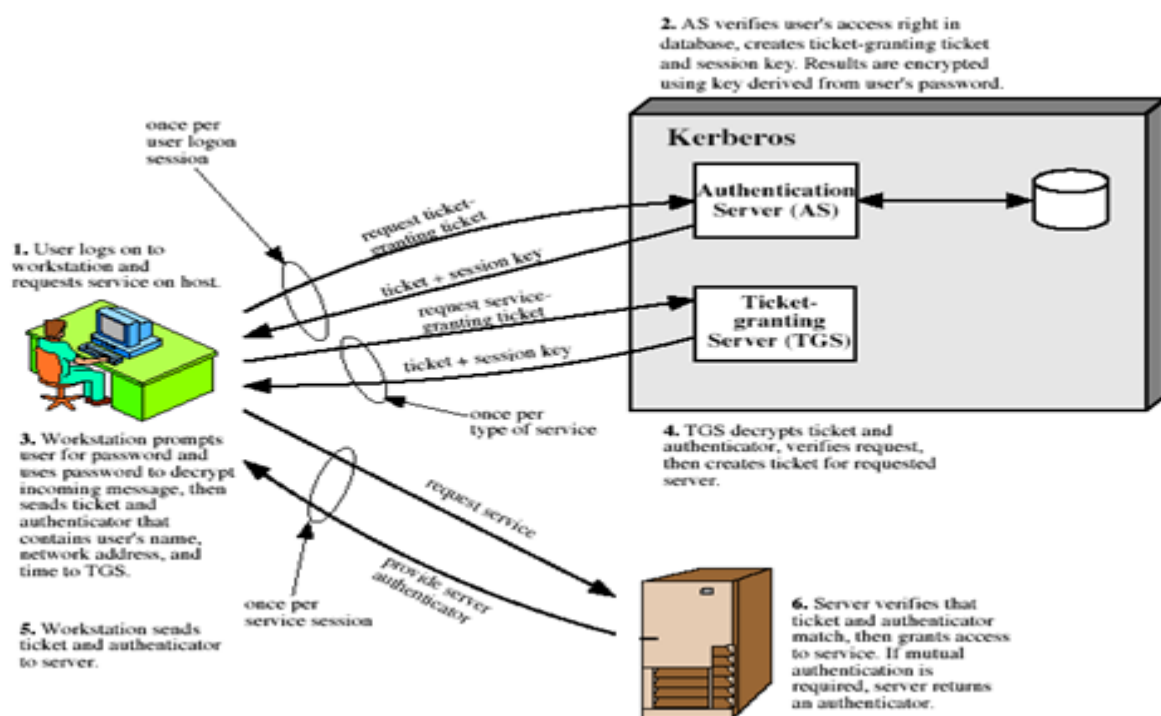 2. AS verifies user's access right in
database, creates ticket-granting ticket
and session key. Results are encrypted
using key derived from user's password.
once per
user logon
session
Kerberos
Authentication
Server (AS)
request ticket-
granting ticket
ticket + session key
1. User logs on to
workstation and
requests service on host.
request service-
granting ticket
ticket + session key
Ticket-
granting
Server (TGS)
once per
type of service
3. Workstation prompts
user for password and
uses password to decrypt
incoming message, then
sends ticket and
authenticator that
contains user's name,
network address, and
time to TGS.
4. TGS decrypts ticket and
authenticator, verifies request,
then creates ticket for requested
server.
request service
provide server
authenticator
once per
service session
5. Workstation sends
ticket and authenticator
to server.
6. Server verifies that
ticket and authenticator
match, then grants access
to service. If mutual
authentication is
required, server returns
an authenticator.